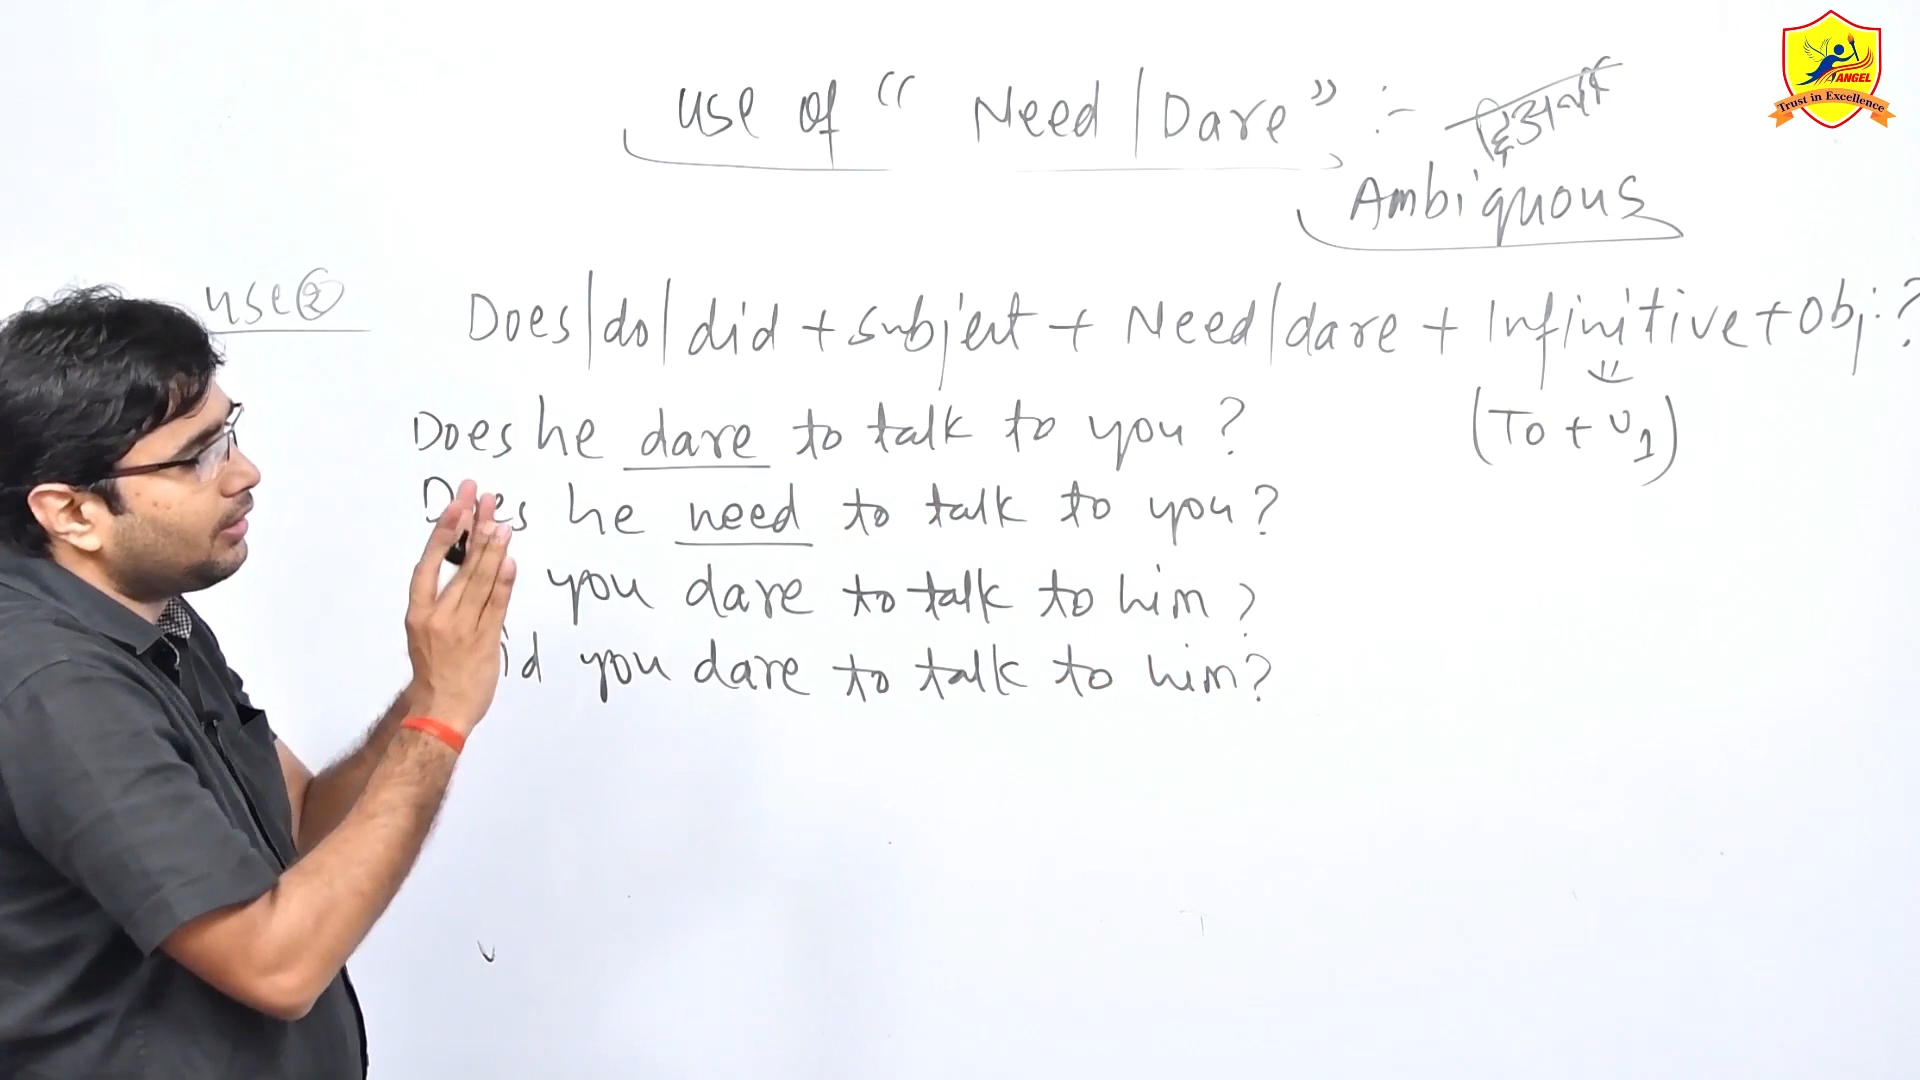 use of “Need/Dare” :- द्विअर्थी
Ambiguous
use②
Does/do/did + subject + Need/dare + Infinitive + Obj.?
(To + V1)
Does he dare to talk to you?
Does he need to talk to you?
you dare to talk to him?
did you dare to talk to him?
ANGEL
Trust in Excellence